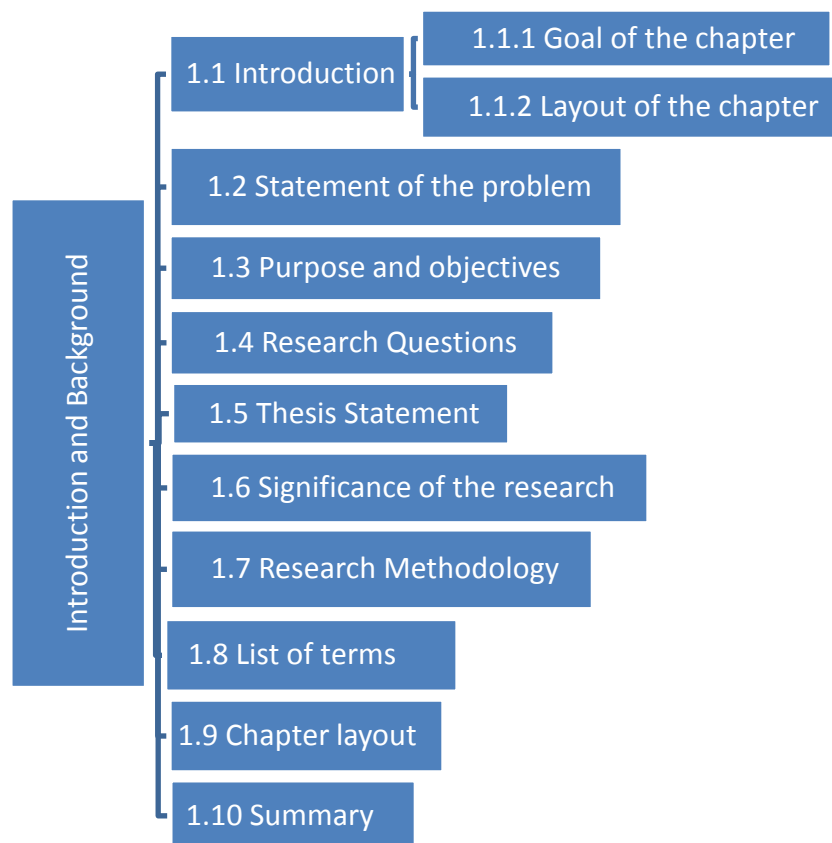 Introduction and Background
1.1 Introduction
1.1.1 Goal of the chapter
1.1.2 Layout of the chapter
1.2 Statement of the problem
1.3 Purpose and objectives
1.4 Research Questions
1.5 Thesis Statement
1.6 Significance of the research
1.7 Research Methodology
1.8 List of terms
1.9 Chapter layout
1.10 Summary